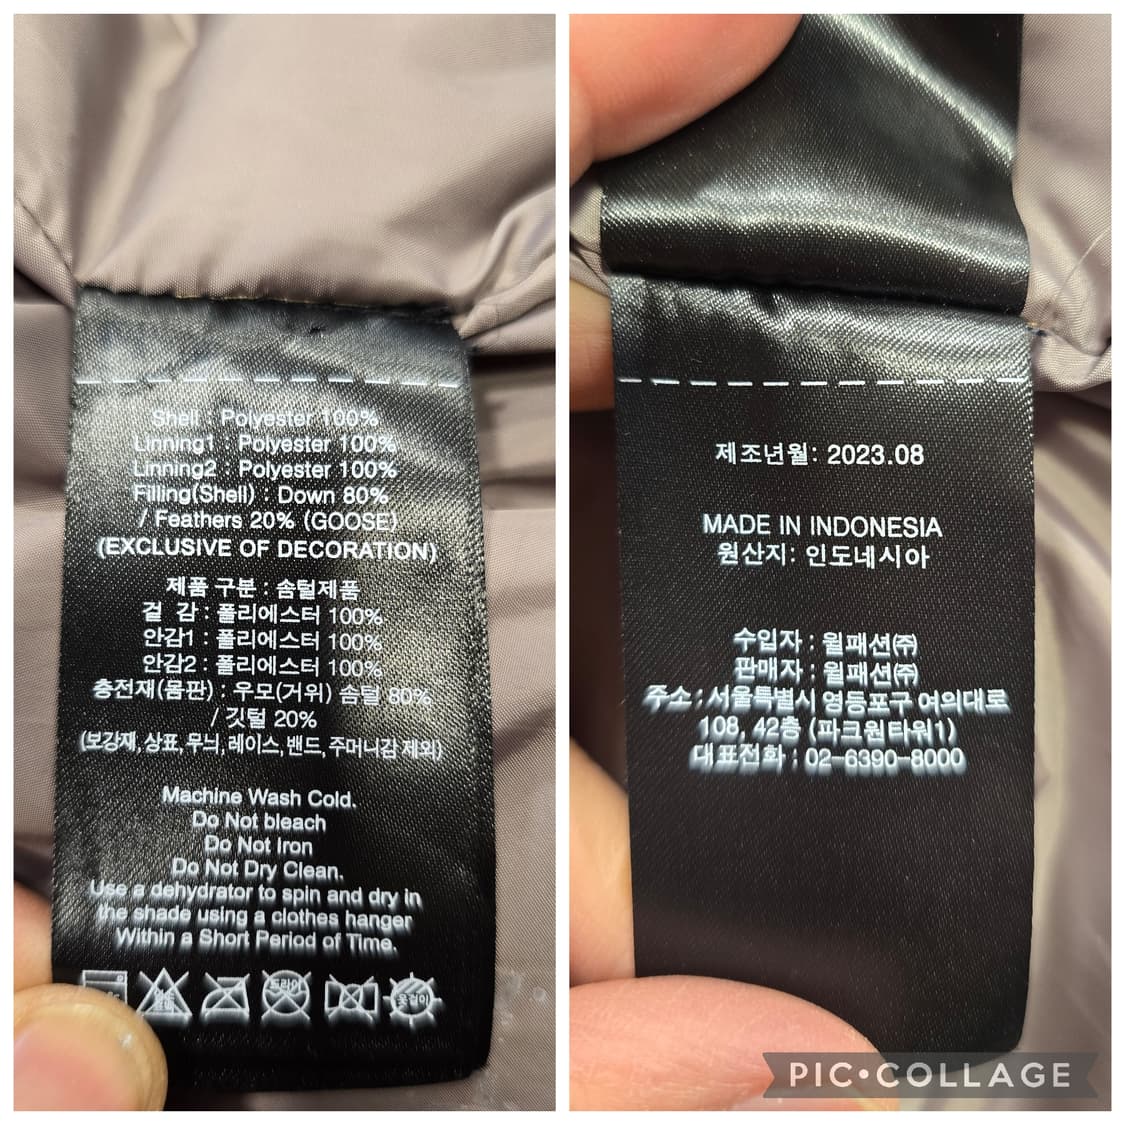 Shell : Polyester 100%
Linning1 : Polyester 100%
Linning2 : Polyester 100%
Filling(Shell) : Down 80%
/ Feathers 20% (GOOSE)
(EXCLUSIVE OF DECORATION)
제품 구분 : 솜털제품
겉 감 : 폴리에스터 100%
안감1 : 폴리에스터 100%
안감2 : 폴리에스터 100%
충전재(몸판) : 우모(거위) 솜털 80%
/ 깃털 20%
(보강재,상표,무늬,레이스,밴드,주머니감 제외)
Machine Wash Cold.
Do Not bleach
Do Not Iron
Do Not Dry Clean.
Use a dehydrator to spin and dry in
the shade using a clothes hanger
Within a Short Period of Time.
드라이
옷걸이
제조년월: 2023.08
MADE IN INDONESIA
원산지: 인도네시아
수입자 : 월패션㈜
판매자 : 월패션㈜
주소 : 서울특별시 영등포구 여의대로
108, 42층 (파크원타워1)
대표전화 : 02-6390-8000
PIC•COLLAGE